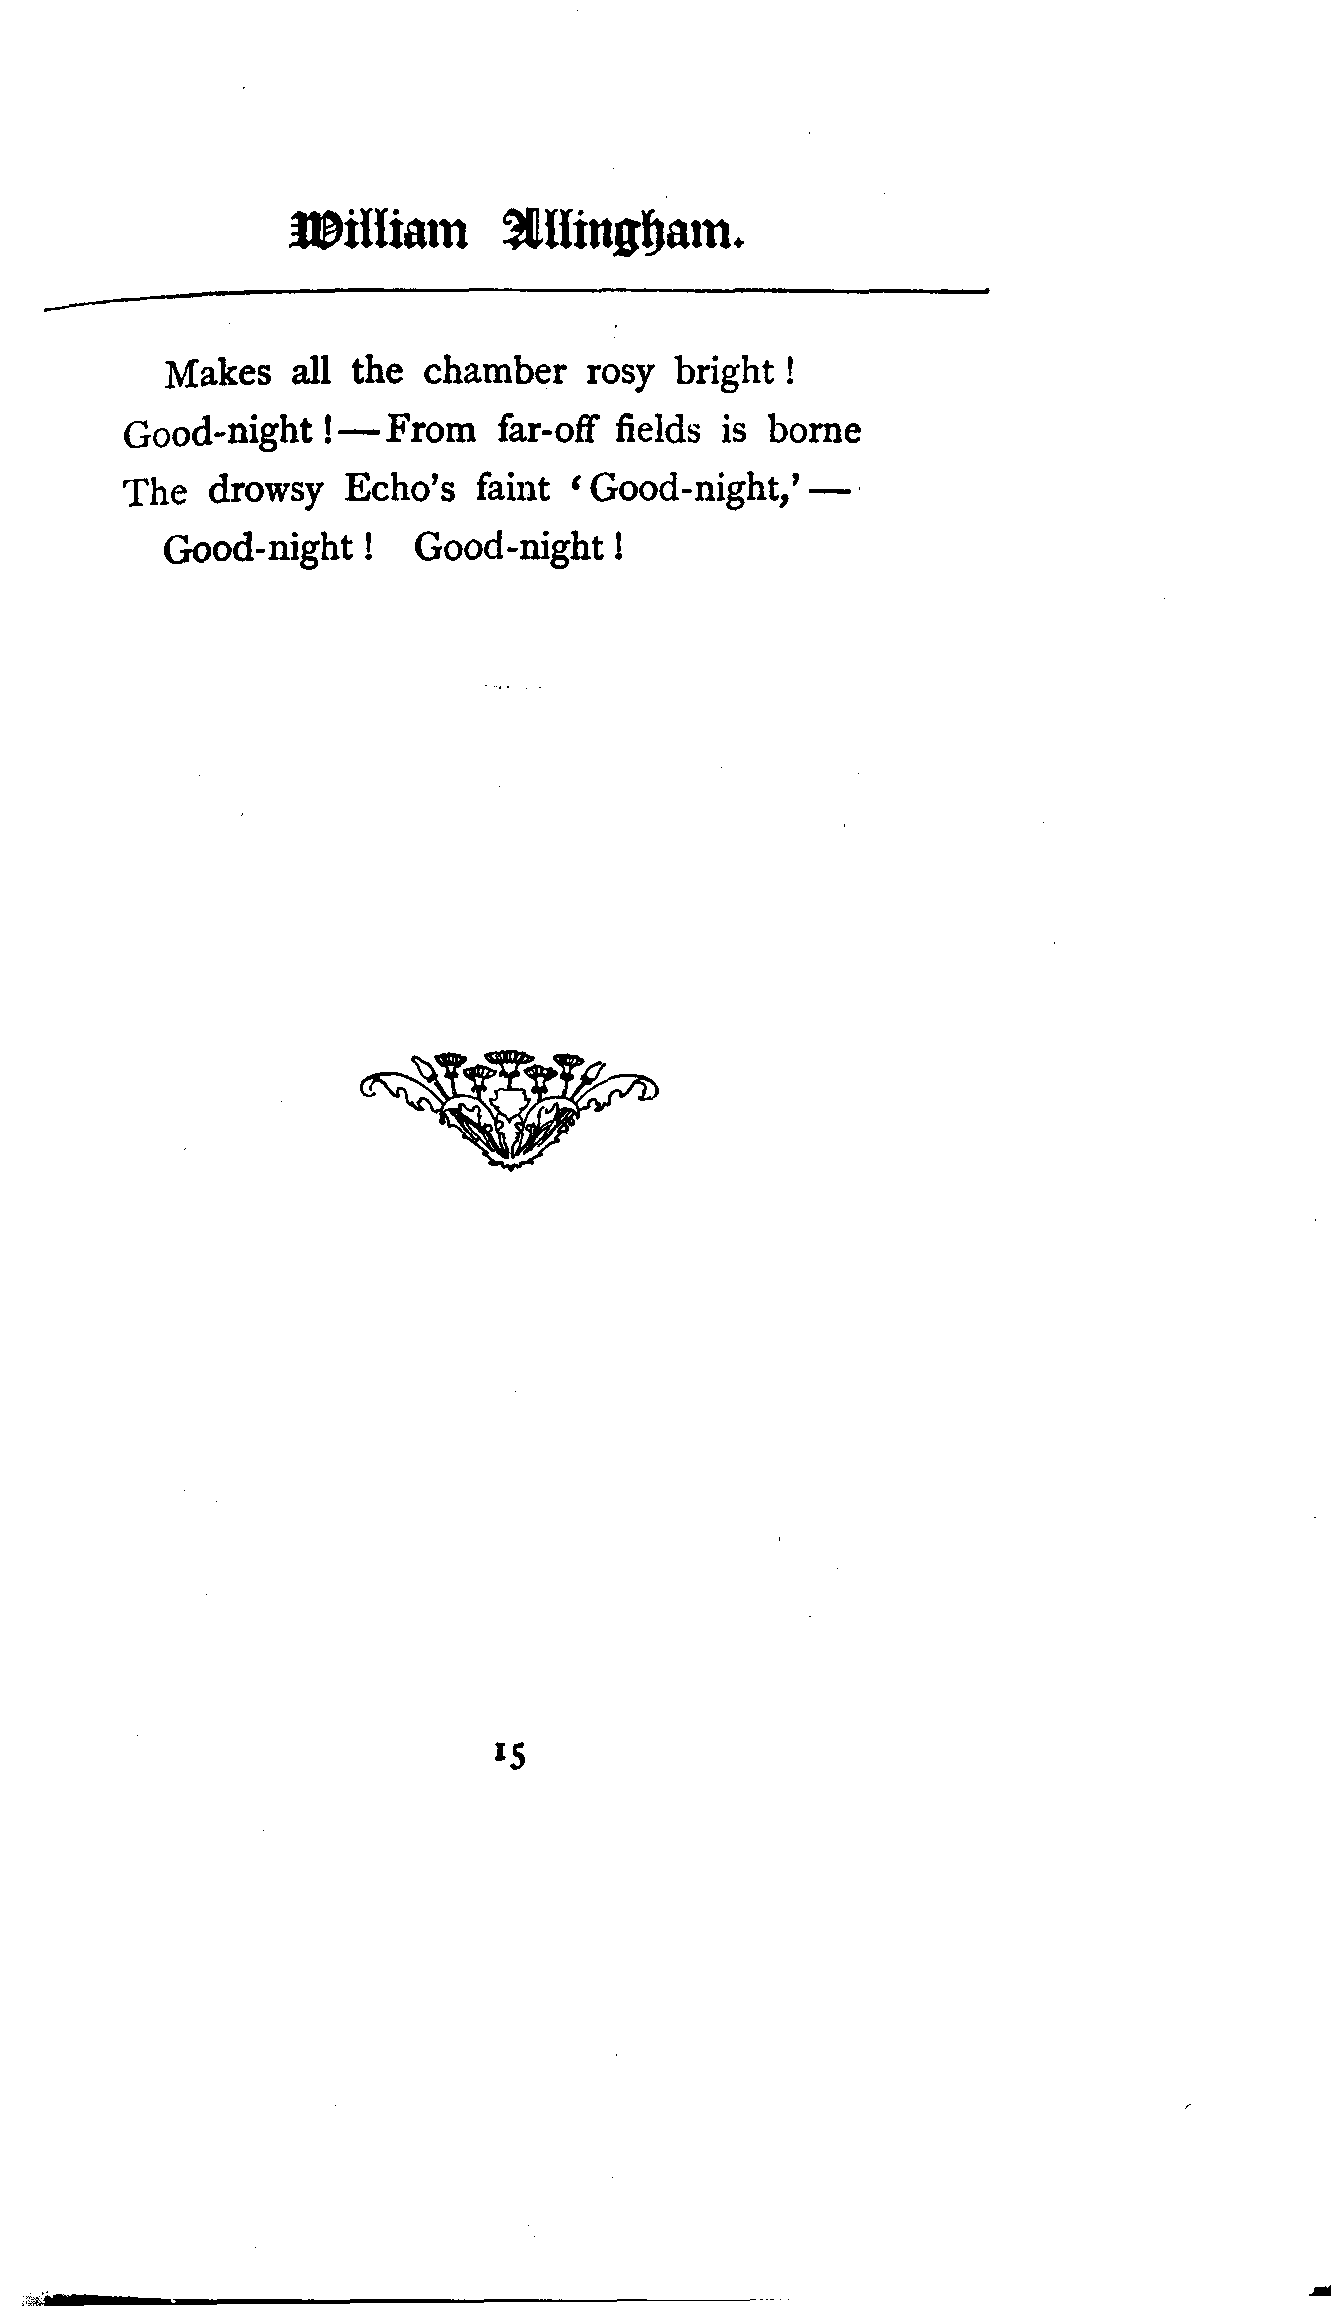 William Allingham.
Makes all the chamber rosy bright!
Good-night!—From far-off fields is borne
The drowsy Echo's faint ‘Good-night,’—
Good-night! Good-night!
15